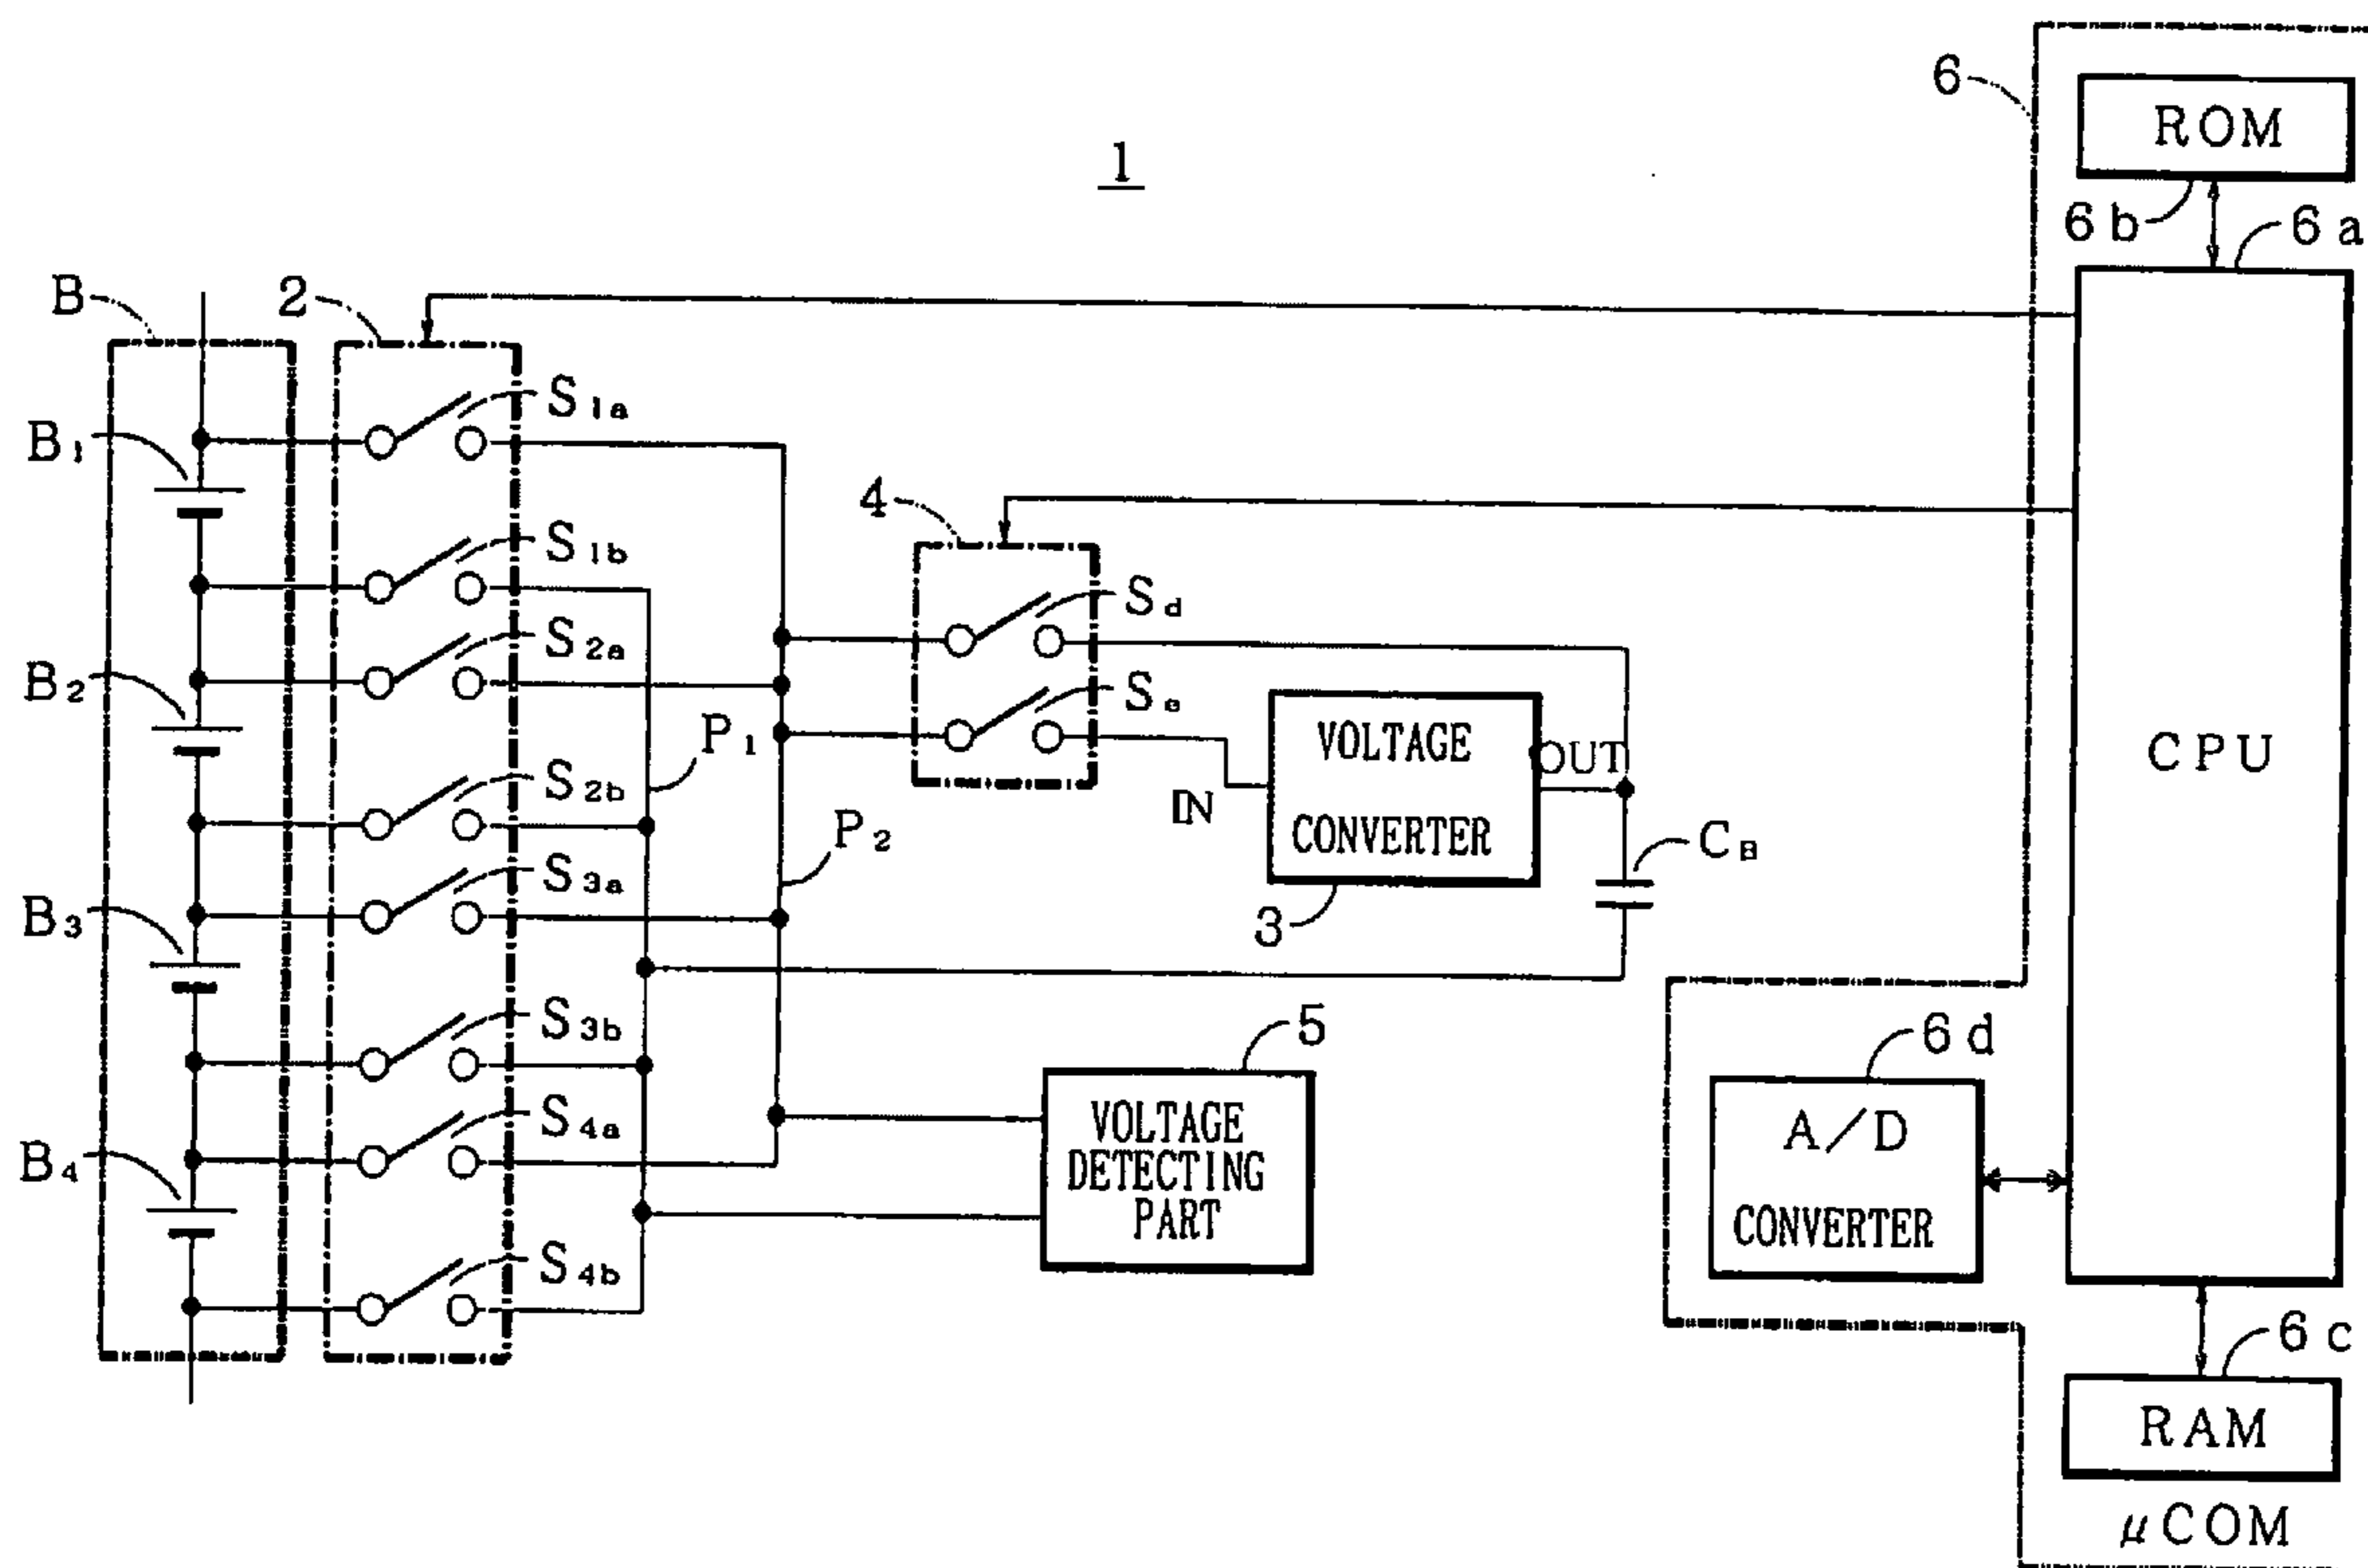 1
6
ROM
6b
6a
B
2
S1a
B1
S1b
4
Sd
S2a
B2
Sc
P1
VOLTAGE
CONVERTER
OUT
IN
CPU
S2b
P2
CB
S3a
B3
3
S3b
5
6d
S4a
VOLTAGE
DETECTING
PART
A/D
CONVERTER
B4
S4b
6c
RAM
μCOM